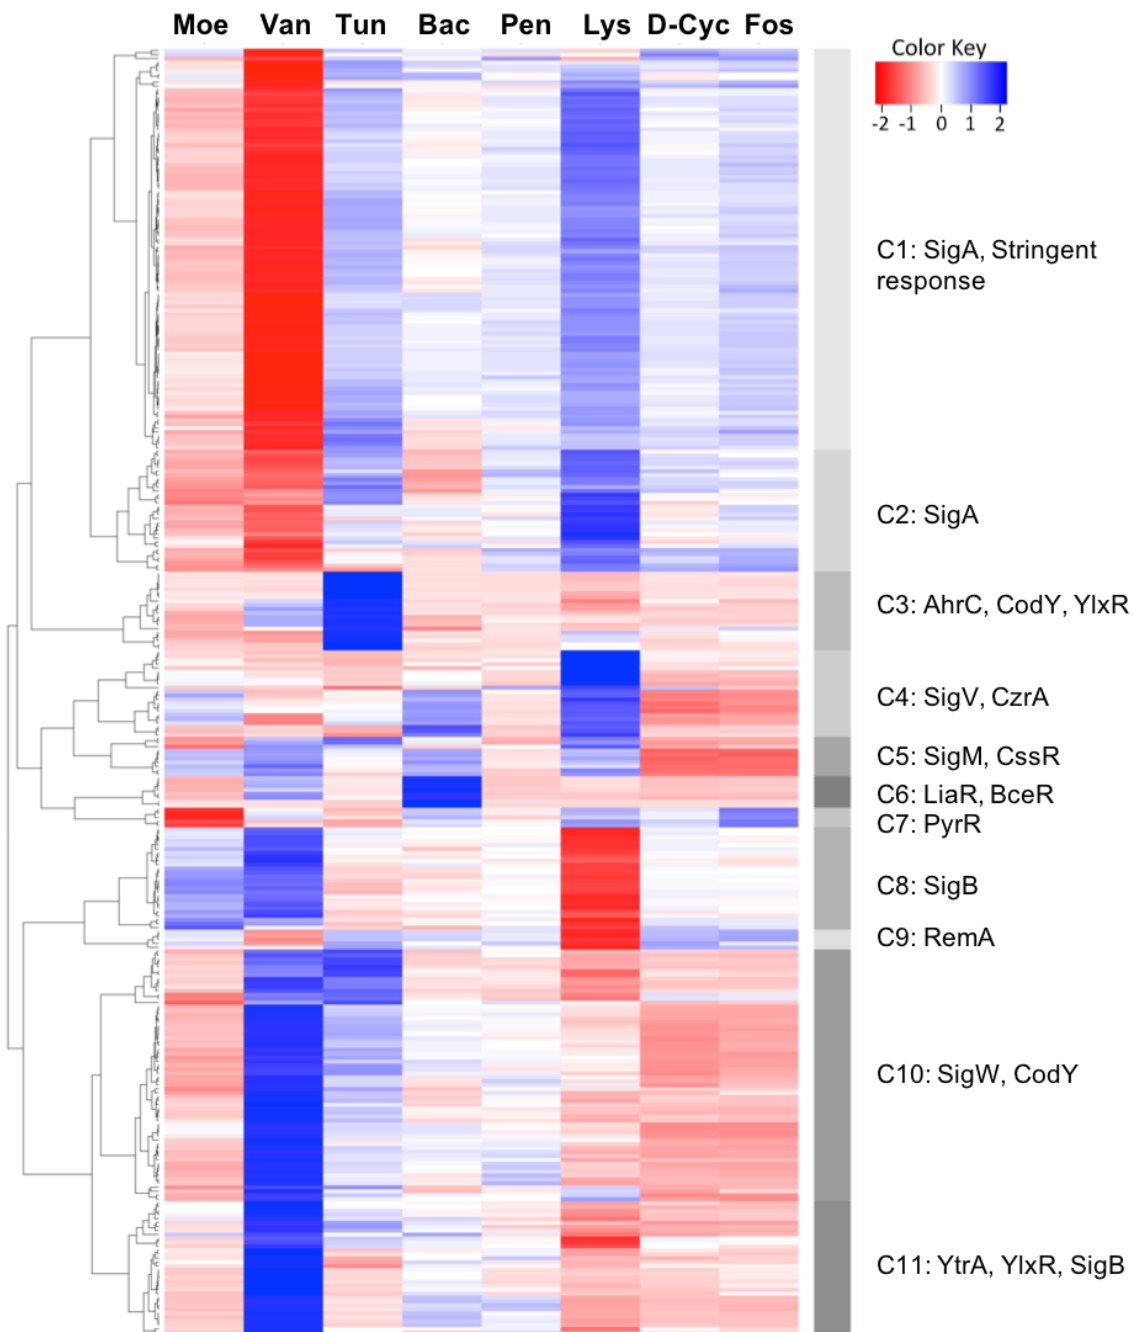 Moe Van Tun Bac Pen Lys D-Cyc Fos
Color Key
-2 -1 0 1 2
C1: SigA, Stringent
response
C2: SigA
C3: AhrC, CodY, YlxR
C4: SigV, CzrA
C5: SigM, CssR
C6: LiaR, BceR
C7: PyrR
C8: SigB
C9: RemA
C10: SigW, CodY
C11: YtrA, YlxR, SigB